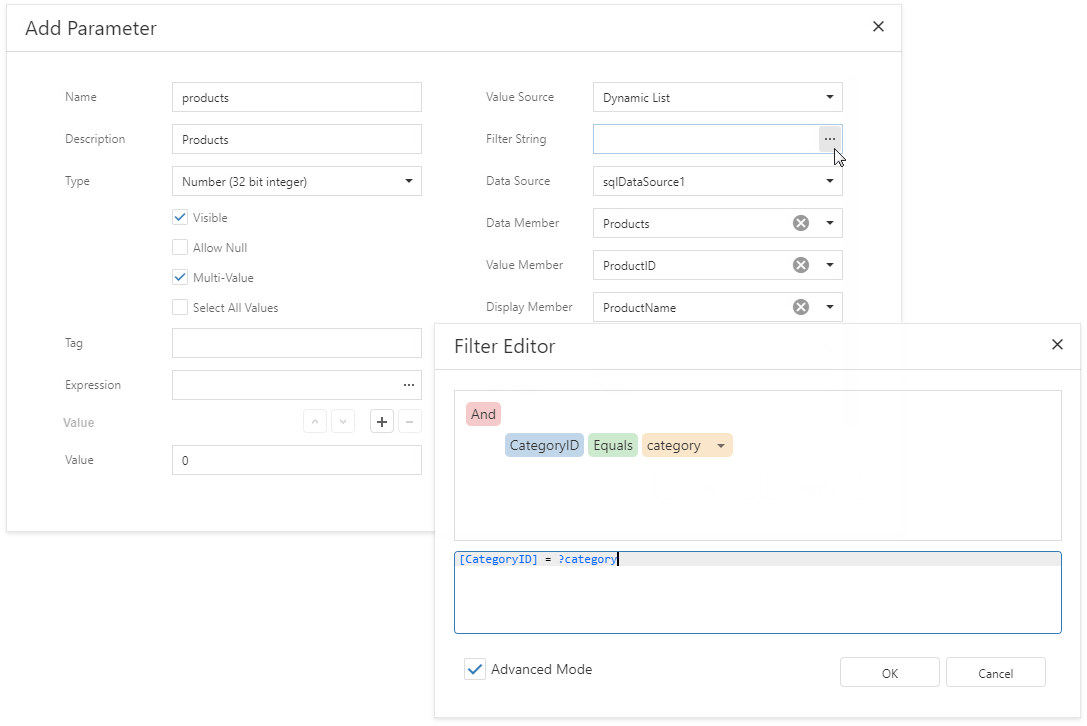 Add Parameter
Name
products
Description
Products
Type
Number (32 bit integer)
Visible
Allow Null
Multi-Value
Select All Values
Tag
Expression
...
Value
Value
0
Value Source
Dynamic List
Filter String
...
Data Source
sqlDataSource1
Data Member
Products
Value Member
ProductID
Display Member
ProductName
Filter Editor
And
CategoryID Equals category
[CategoryID] = ?category
Advanced Mode
OK
Cancel